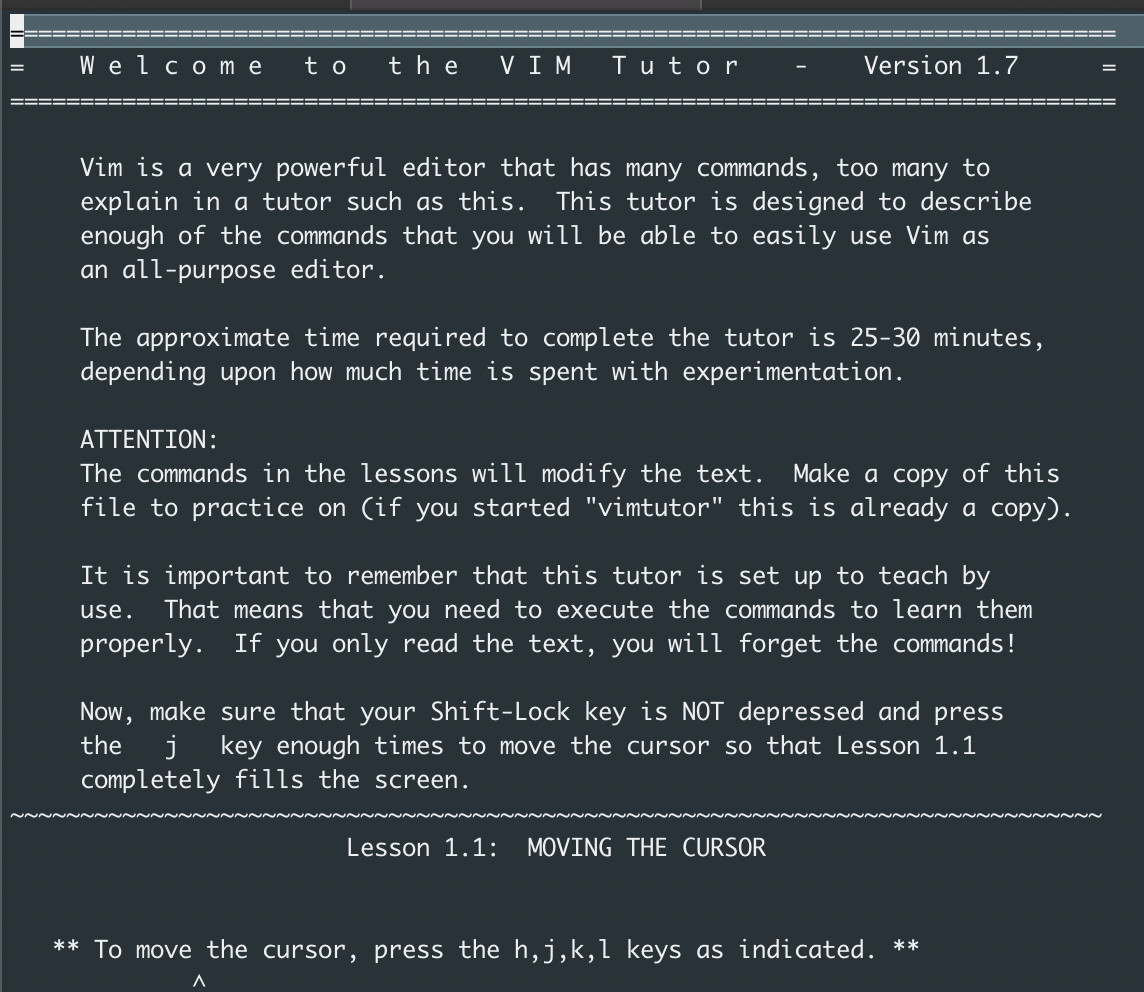 ===============================================================================
=    W e l c o m e   t o   t h e   V I M   T u t o r    -    Version 1.7      =
===============================================================================

     Vim is a very powerful editor that has many commands, too many to
     explain in a tutor such as this.  This tutor is designed to describe
     enough of the commands that you will be able to easily use Vim as
     an all-purpose editor.

     The approximate time required to complete the tutor is 25-30 minutes,
     depending upon how much time is spent with experimentation.

     ATTENTION:
     The commands in the lessons will modify the text.  Make a copy of this
     file to practice on (if you started "vimtutor" this is already a copy).

     It is important to remember that this tutor is set up to teach by
     use.  That means that you need to execute the commands to learn them
     properly.  If you only read the text, you will forget the commands!

     Now, make sure that your Shift-Lock key is NOT depressed and press
     the   j   key enough times to move the cursor so that Lesson 1.1
     completely fills the screen.
~~~~~~~~~~~~~~~~~~~~~~~~~~~~~~~~~~~~~~~~~~~~~~~~~~~~~~~~~~~~~~~~~~~~~~~~~~~~~~
                        Lesson 1.1:  MOVING THE CURSOR


   ** To move the cursor, press the h,j,k,l keys as indicated. **
             ^